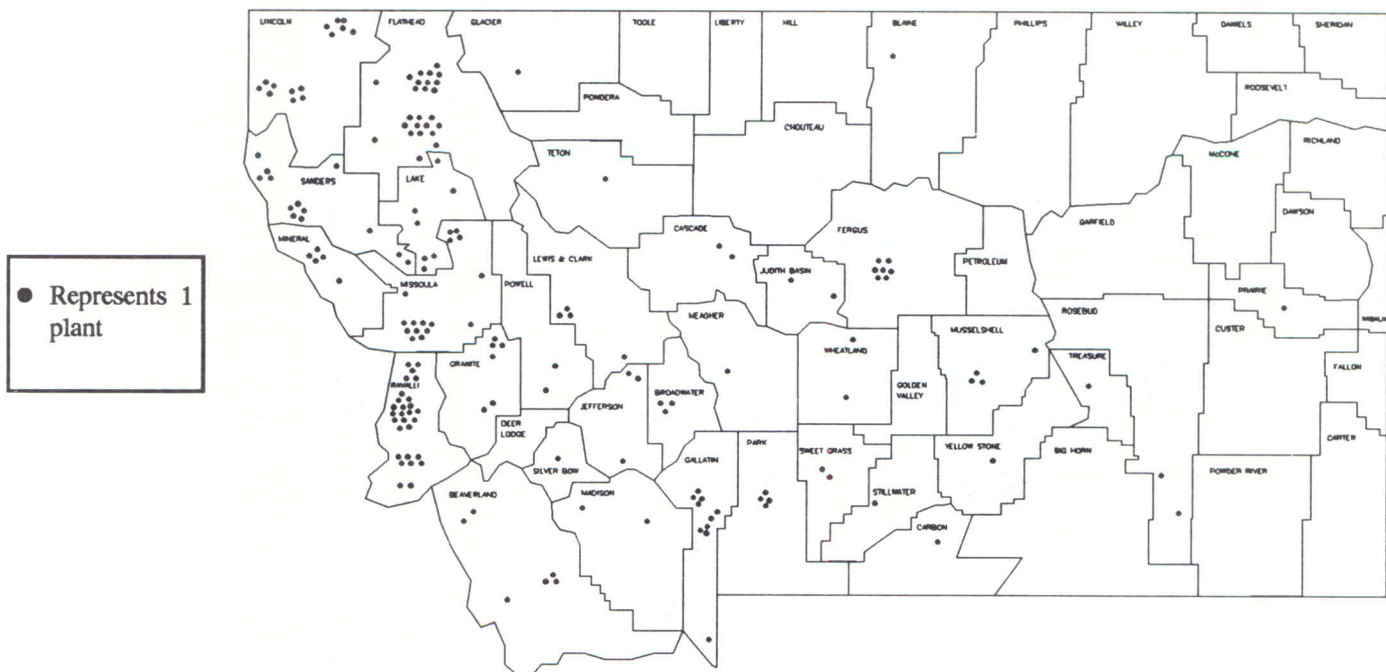 LINCOLN FLATHEAD GLACIER TOOLE LIBERTY HILL BLAINE PHILLIPS VALLEY DANIELS SHERIDAN
ROOSEVELT
PONDERA
CHOUTEAU
RICHLAND
TETON McCONE
SANDERS LAKE
DAWSON
GARFIELD
MINERAL CASCADE FERGUS
LEWIS & CLARK
JUDITH BASIN PETROLEUM
● Represents 1
plant
MISSOULA POWELL PRAIRIE
MEAGHER ROSEBUD
MUSSELSHELL CUSTER
WHEATLAND TREASURE
GRANITE FALLON
RAVALLI GOLDEN
VALLEY
JEFFERSON BROADWATER
DEER
LODGE
CARTER
PARK SWEET GRASS YELLOW STONE BIG HORN
GALLATIN
SILVER BOW POWDER RIVER
BEAVERLAND MADISON STILLWATER
CARBON